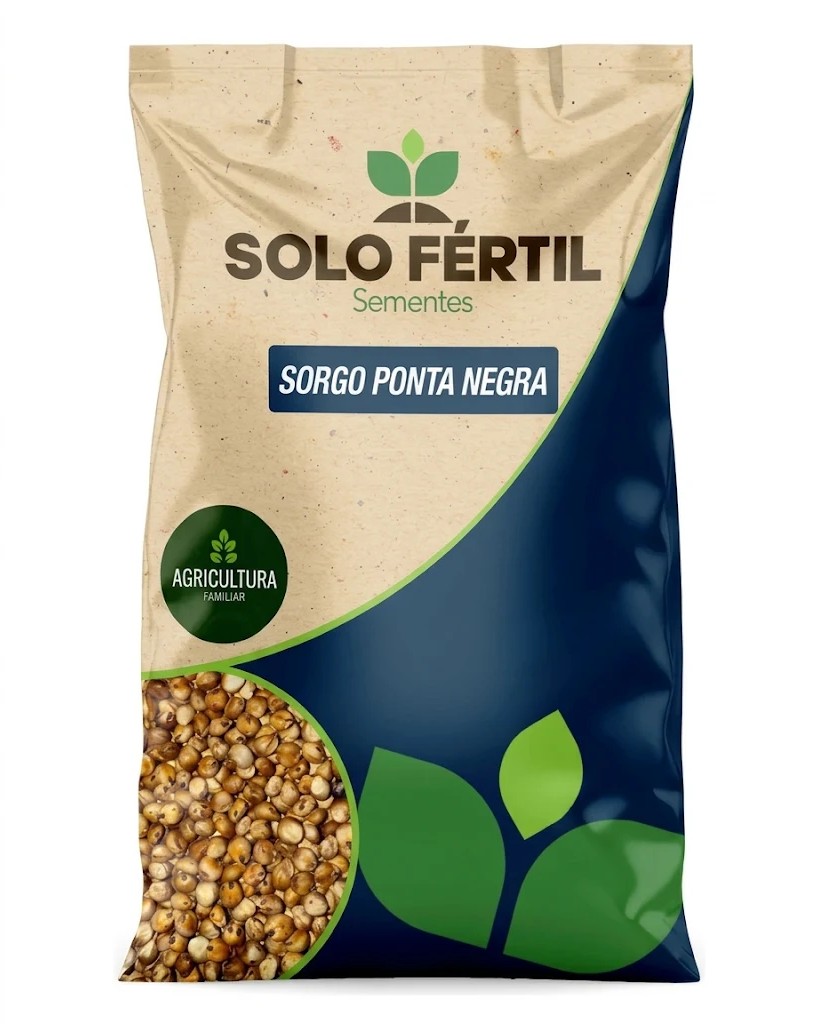 SOLO FÉRTIL
Sementes
SORGO PONTA NEGRA
AGRICULTURA
FAMILIAR